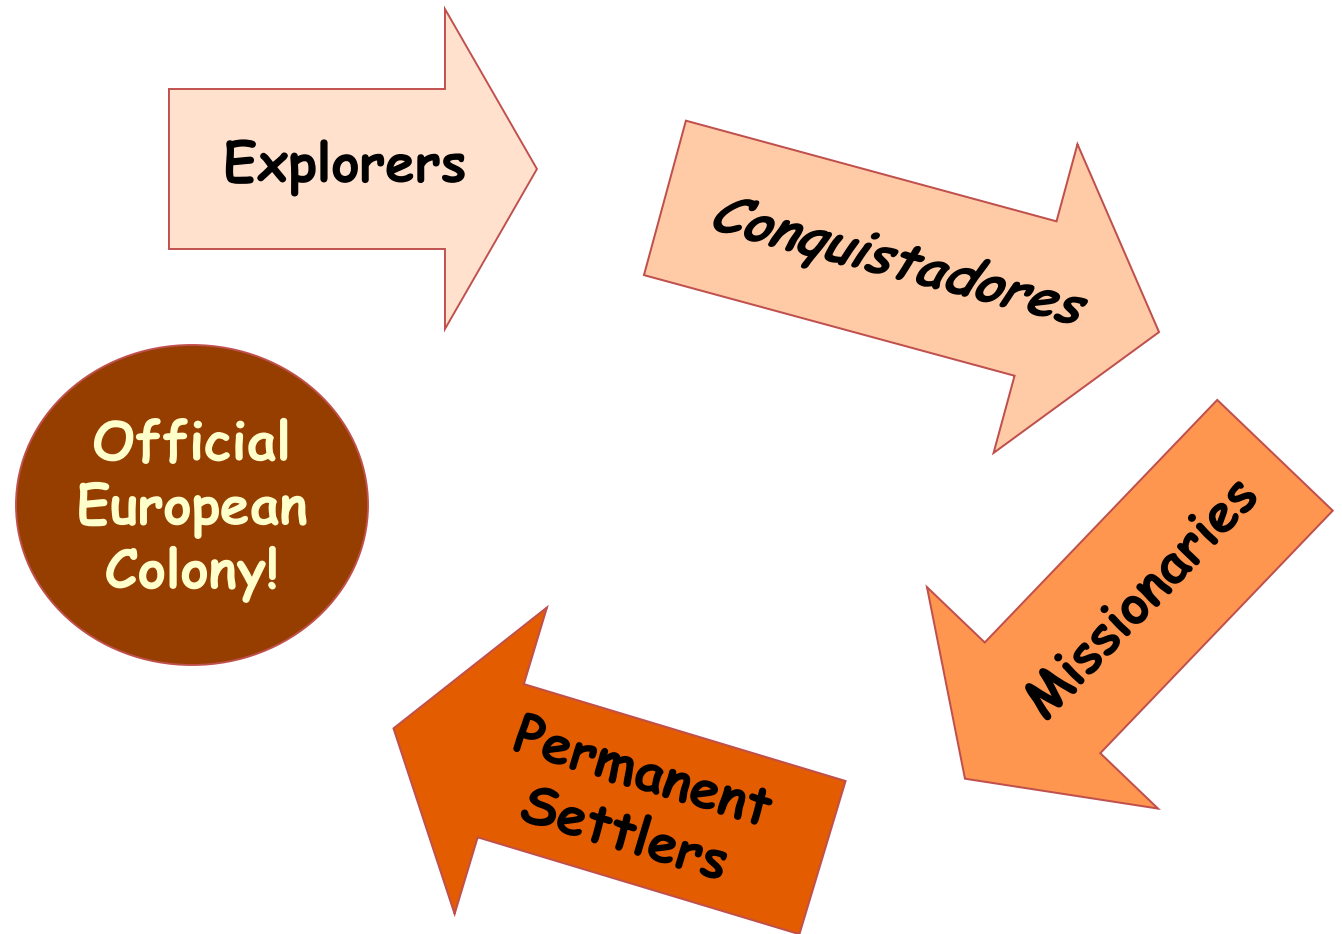 Explorers
Conquistadores
Missionaries
Permanent
Settlers
Official
European
Colony!